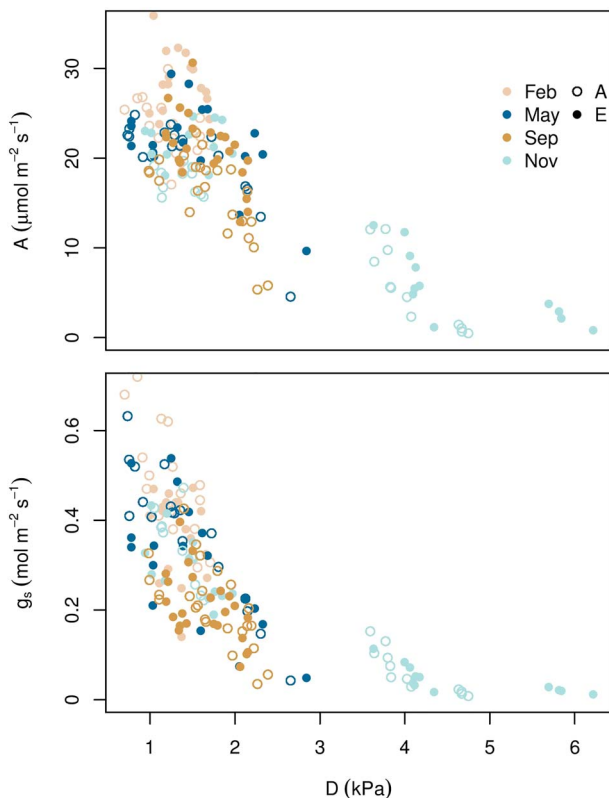 30
20
10
0
A (μmol m⁻² s⁻¹)
Feb
May
Sep
Nov
A
E
0.6
0.4
0.2
0
gₛ (mol m⁻² s⁻¹)
1 2 3 4 5 6
D (kPa)